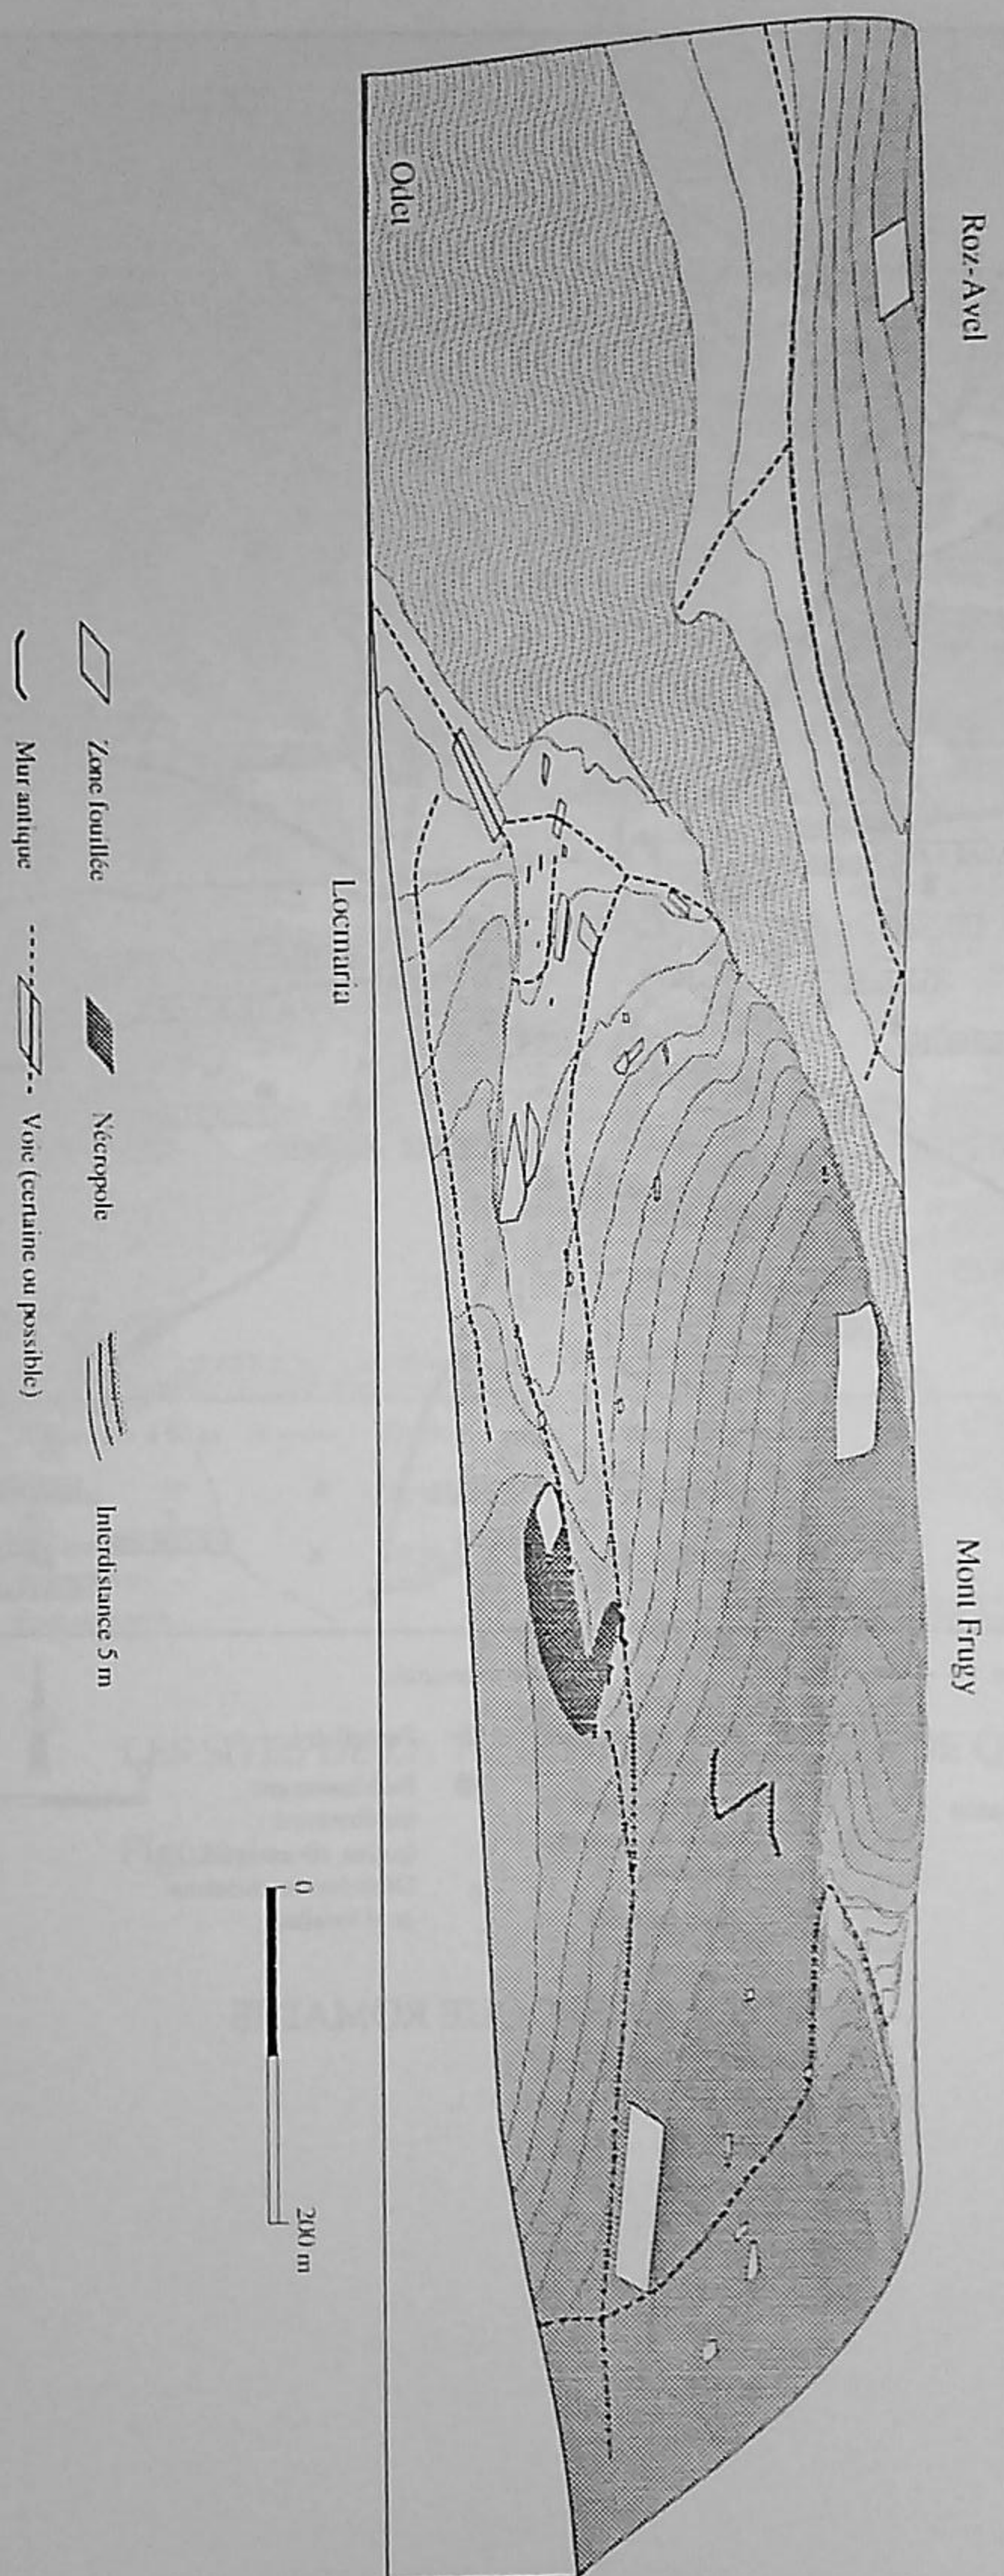 Roz-Avel
Mont Frugy
Odet
Locmaria
0 200 m
Zone fouillée
Nécropole
Interdistance 5 m
Mur antique
Voie (certaine ou possible)